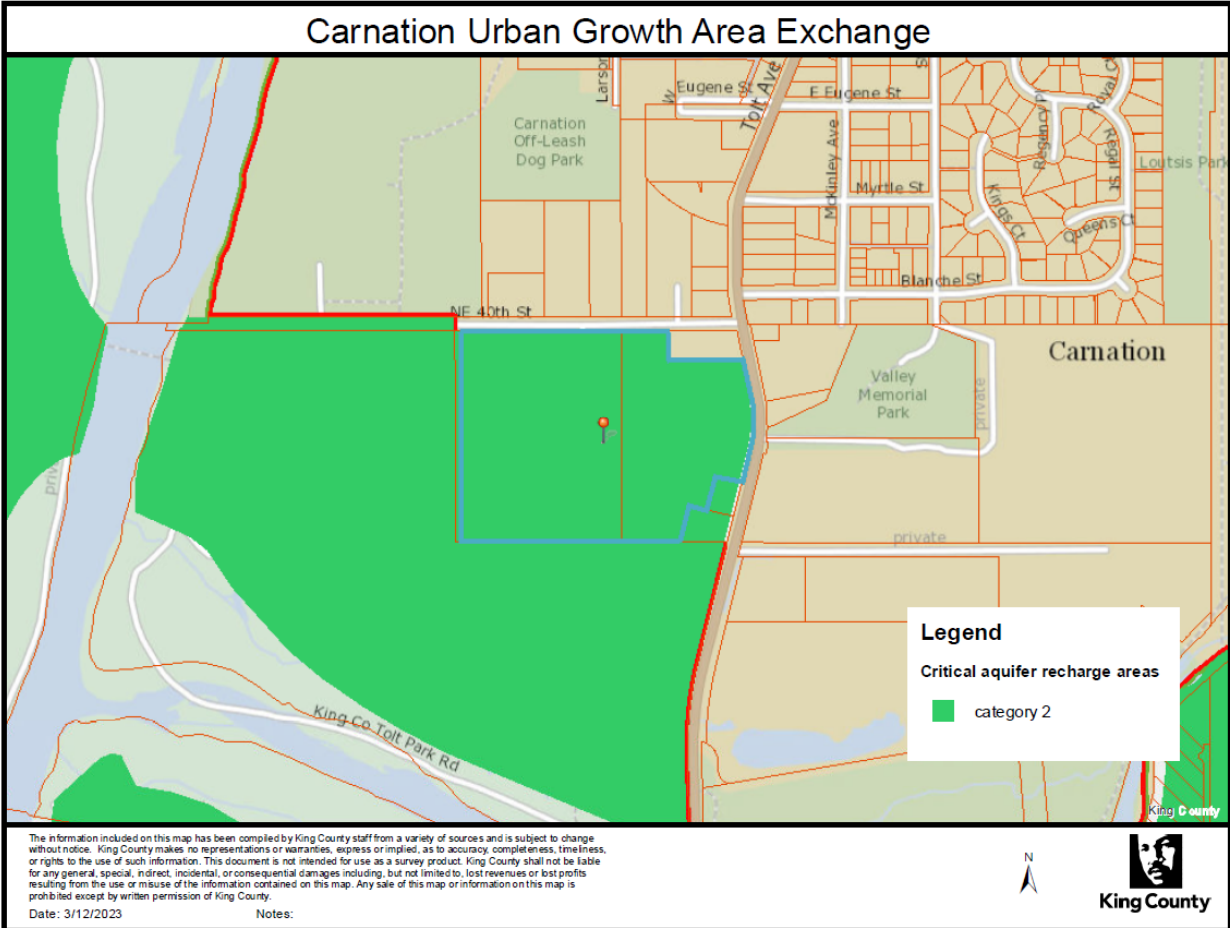 Carnation Urban Growth Area Exchange
Larson
W Eugene St
Tolt Ave
E Eugene St
Carnation
Off-Leash
Dog Park
McKinley Ave
Myrtle St
Regency Pl
Royal Ct
Regal St
Loutsis Park
Kings Ct
Queens Ct
Blanche St
NE 40th St
Carnation
Valley
Memorial
Park
private
priv
private
King Co Tolt Park Rd
Legend
Critical aquifer recharge areas
category 2
King County
The information included on this map has been compiled by King County staff from a variety of sources and is subject to change
without notice. King County makes no representations or warranties, express or implied, as to accuracy, completeness, timeliness,
or rights to the use of such information. This document is not intended for use as a survey product. King County shall not be liable
for any general, special, indirect, incidental, or consequential damages including, but not limited to, lost revenues or lost profits
resulting from the use or misuse of the information contained on this map. Any sale of this map or information on this map is
prohibited except by written permission of King County.
Date: 3/12/2023 Notes:
N
King County